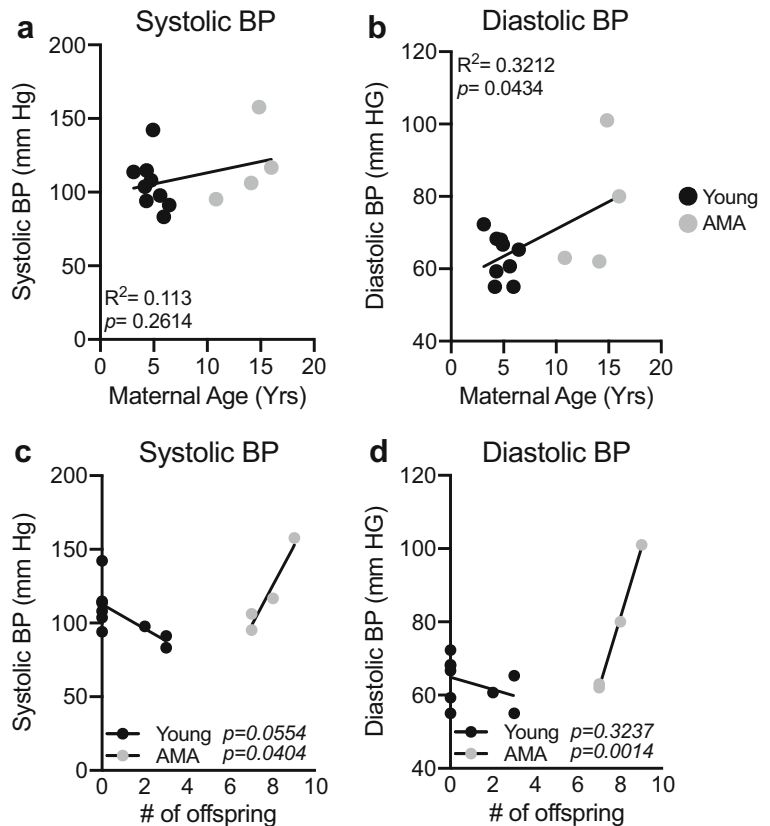 a
Systolic BP
Systolic BP (mm Hg)
200
150
100
50
0
R²= 0.113
p= 0.2614
0
5
10
15
20
Maternal Age (Yrs)
b
Diastolic BP
Diastolic BP (mm HG)
120
100
80
60
40
R²= 0.3212
p= 0.0434
0
5
10
15
20
Maternal Age (Yrs)
Young
AMA
c
Systolic BP
Systolic BP (mm Hg)
200
150
100
50
0
Young p=0.0554
AMA p=0.0404
0
2
4
6
8
10
# of offspring
d
Diastolic BP
Diastolic BP (mm HG)
120
100
80
60
40
Young p=0.3237
AMA p=0.0014
0
2
4
6
8
10
# of offspring